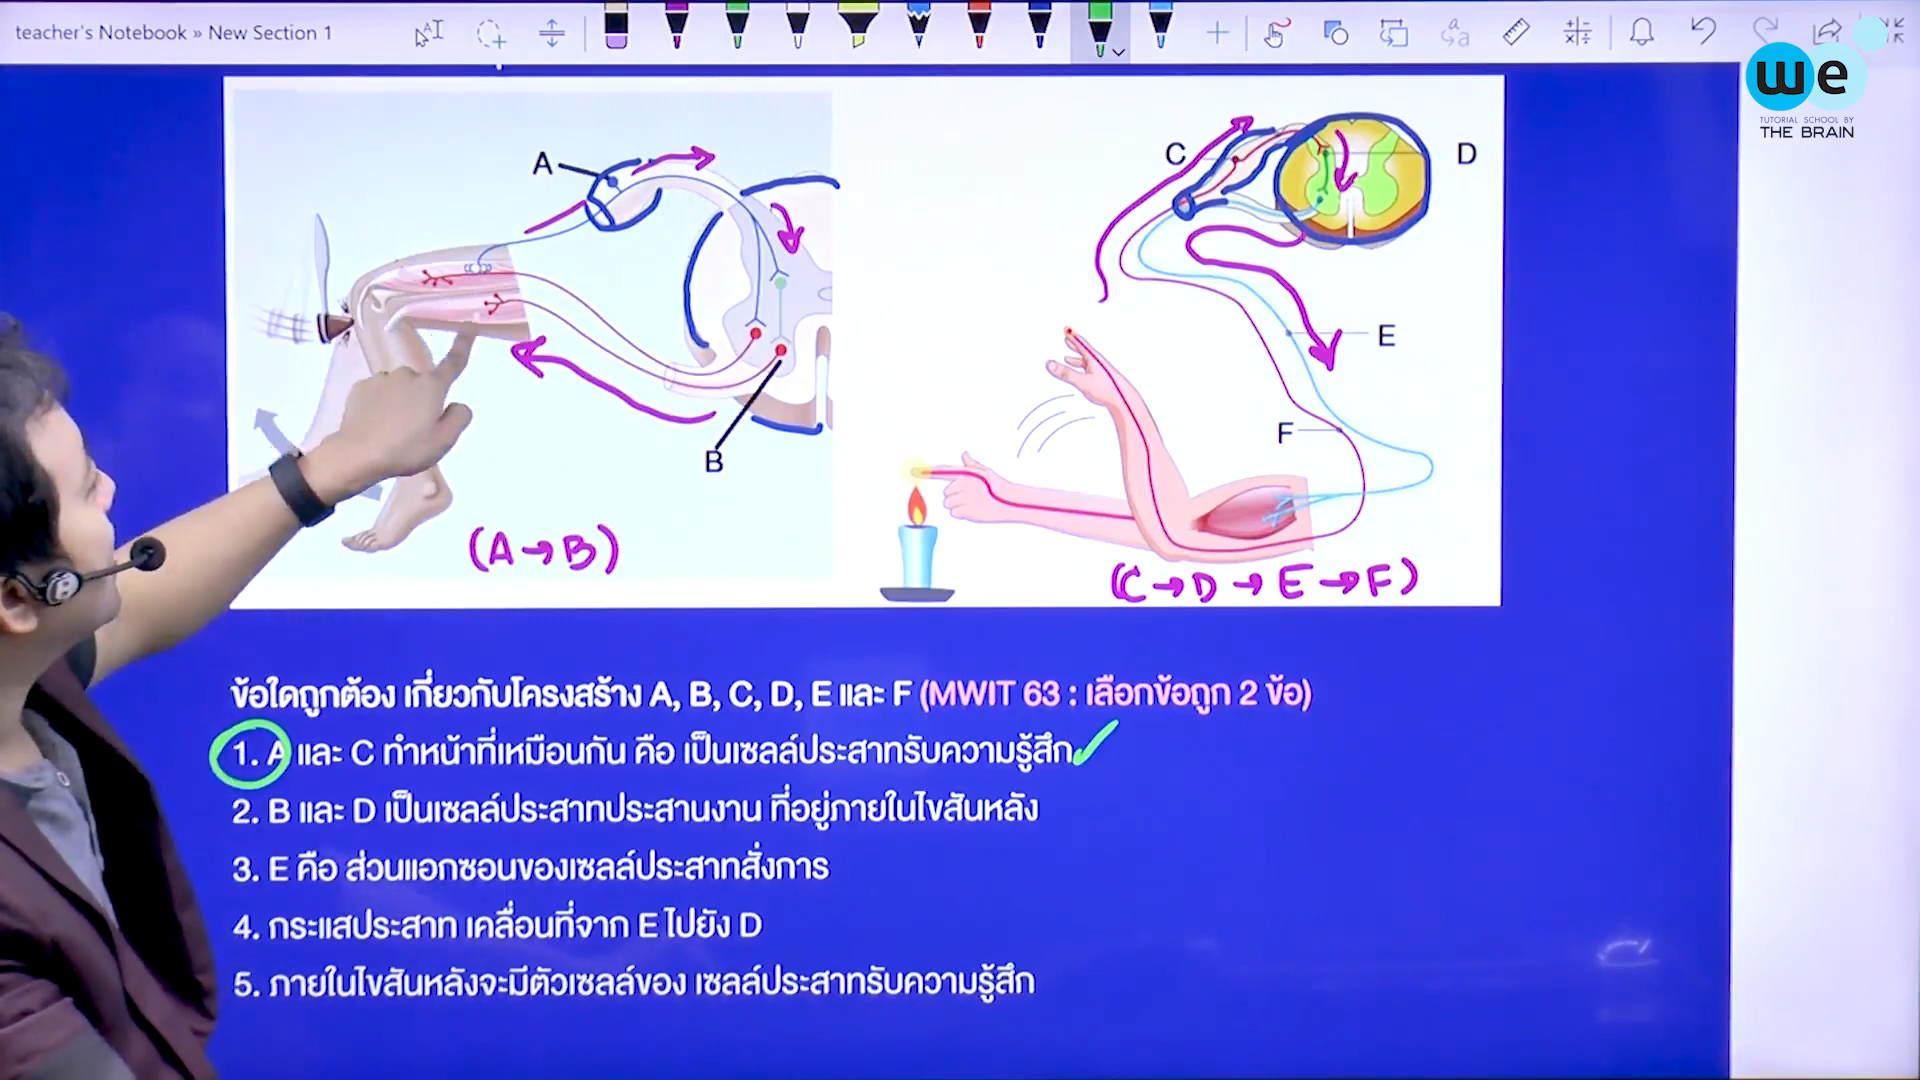 teacher's Notebook » New Section 1
we
TUTORIAL SCHOOL BY
THE BRAIN
A
B
(A→B)
C
D
E
F
(C→D→E→F)
ข้อใดถูกต้อง เกี่ยวกับโครงสร้าง A, B, C, D, E และ F (MWIT 63 : เลือกข้อถูก 2 ข้อ)
1. A และ C ทำหน้าที่เหมือนกัน คือ เป็นเซลล์ประสาทรับความรู้สึก
2. B และ D เป็นเซลล์ประสาทประสานงาน ที่อยู่ภายในไขสันหลัง
3. E คือ ส่วนแอกซอนของเซลล์ประสาทสั่งการ
4. กระแสประสาท เคลื่อนที่จาก E ไปยัง D
5. ภายในไขสันหลังจะมีตัวเซลล์ของ เซลล์ประสาทรับความรู้สึก